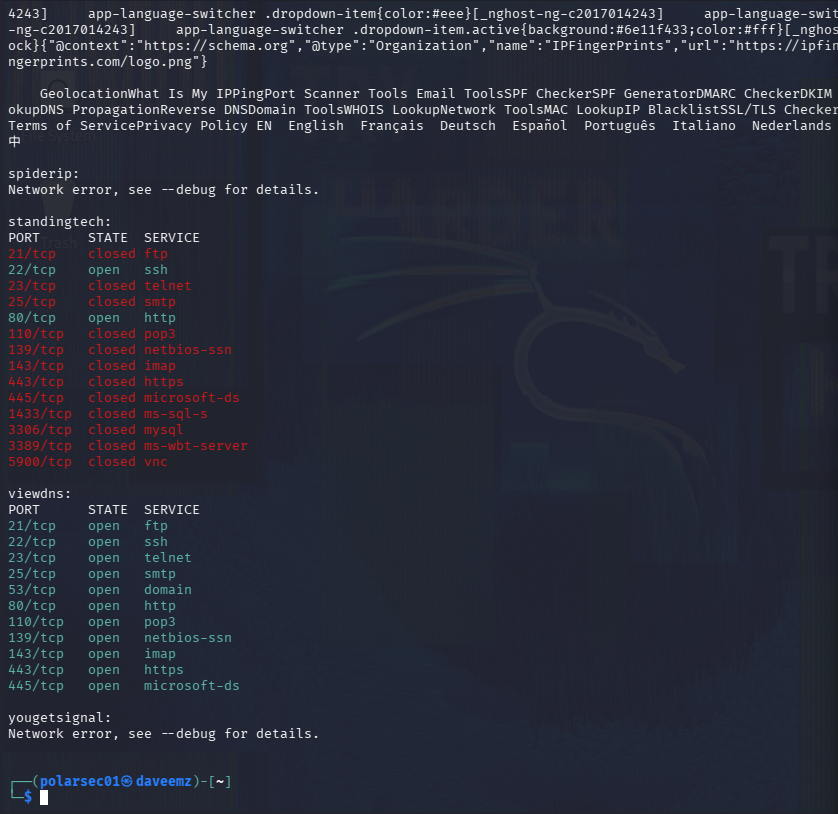 4243]     app-language-switcher .dropdown-item{color:#eee}[_nghost-ng-c2017014243]     app-language-swit
-ng-c2017014243]     app-language-switcher .dropdown-item.active{background:#6e11f433;color:#fff}[_nghos
ock}{"@context":"https://schema.org","@type":"Organization","name":"IPFingerPrints","url":"https://ipfin
ngerprints.com/logo.png"}
GeolocationWhat Is My IPPingPort Scanner Tools Email ToolsSPF CheckerSPF GeneratorDMARC CheckerDKIM
okupDNS PropagationReverse DNSDomain ToolsWHOIS LookupNetwork ToolsMAC LookupIP BlacklistSSL/TLS Checker
Terms of ServicePrivacy Policy EN  English  Français  Deutsch  Español  Português  Italiano  Nederlands
中
spiderip:
Network error, see --debug for details.
standingtech:
PORT      STATE  SERVICE
21/tcp    closed ftp
22/tcp    open   ssh
23/tcp    closed telnet
25/tcp    closed smtp
80/tcp    open   http
110/tcp   closed pop3
139/tcp   closed netbios-ssn
143/tcp   closed imap
443/tcp   closed https
445/tcp   closed microsoft-ds
1433/tcp  closed ms-sql-s
3306/tcp  closed mysql
3389/tcp  closed ms-wbt-server
5900/tcp  closed vnc
viewdns:
PORT      STATE  SERVICE
21/tcp    open   ftp
22/tcp    open   ssh
23/tcp    open   telnet
25/tcp    open   smtp
53/tcp    open   domain
80/tcp    open   http
110/tcp   open   pop3
139/tcp   open   netbios-ssn
143/tcp   open   imap
443/tcp   open   https
445/tcp   open   microsoft-ds
yougetsignal:
Network error, see --debug for details.
┌──(polarsec01㉿daveemz)-[~]
└─$
Trash
HARDER